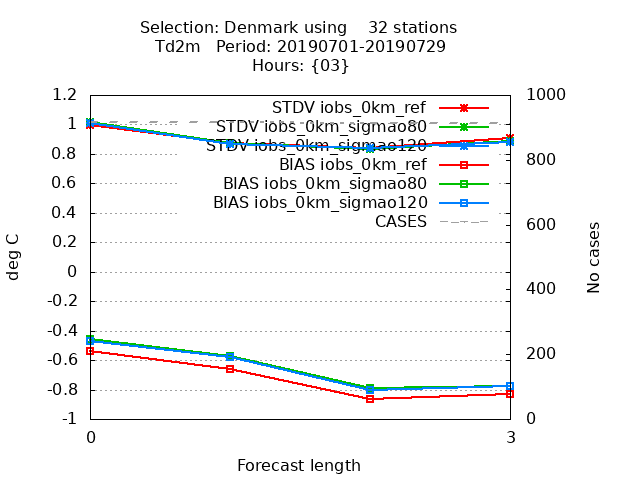 Selection: Denmark using    32 stations
Td2m   Period: 20190701-20190729
Hours: {03}
STDV iobs_0km_ref
STDV iobs_0km_sigmao80
STDV iobs_0km_sigmao120
BIAS iobs_0km_ref
BIAS iobs_0km_sigmao80
BIAS iobs_0km_sigmao120
CASES
1.2
1
0.8
0.6
0.4
0.2
0
-0.2
-0.4
-0.6
-0.8
-1
deg C
1000
800
600
400
200
0
No cases
0 3
Forecast length